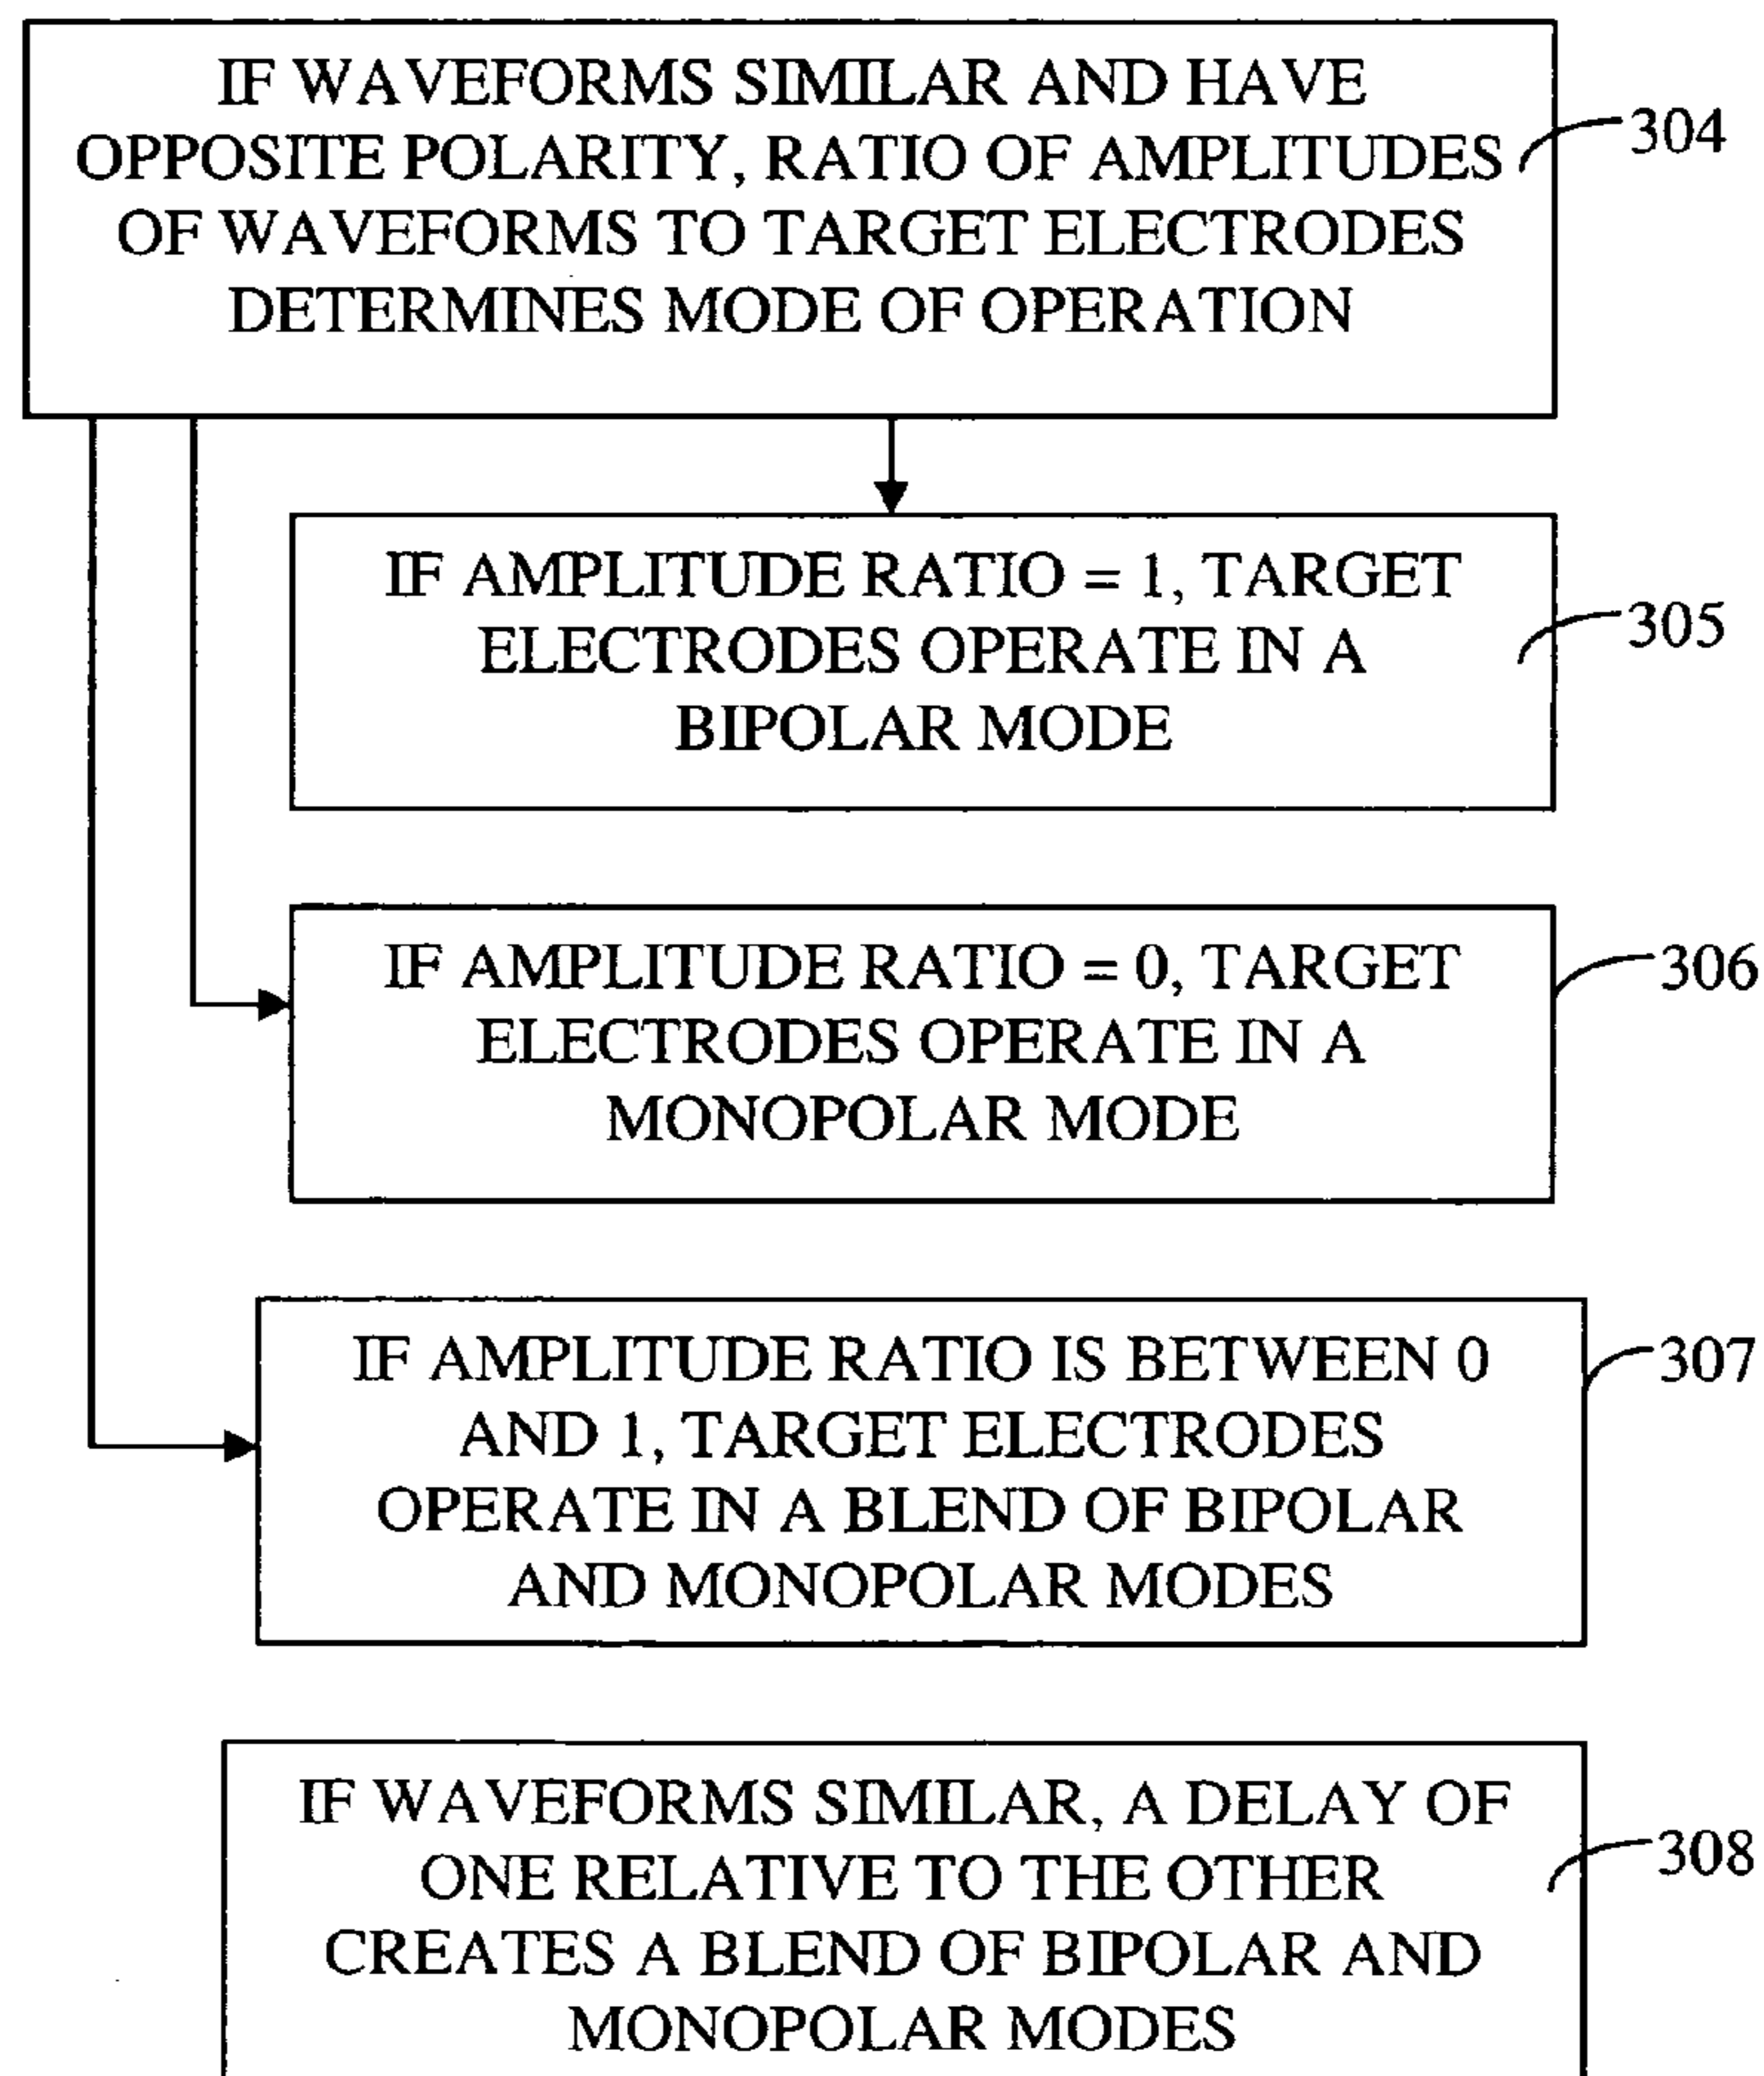 IF WAVEFORMS SIMILAR AND HAVE
OPPOSITE POLARITY, RATIO OF AMPLITUDES
OF WAVEFORMS TO TARGET ELECTRODES
DETERMINES MODE OF OPERATION
304
IF AMPLITUDE RATIO = 1, TARGET
ELECTRODES OPERATE IN A
BIPOLAR MODE
305
IF AMPLITUDE RATIO = 0, TARGET
ELECTRODES OPERATE IN A
MONOPOLAR MODE
306
IF AMPLITUDE RATIO IS BETWEEN 0
AND 1, TARGET ELECTRODES
OPERATE IN A BLEND OF BIPOLAR
AND MONOPOLAR MODES
307
IF WAVEFORMS SIMILAR, A DELAY OF
ONE RELATIVE TO THE OTHER
CREATES A BLEND OF BIPOLAR AND
MONOPOLAR MODES
308